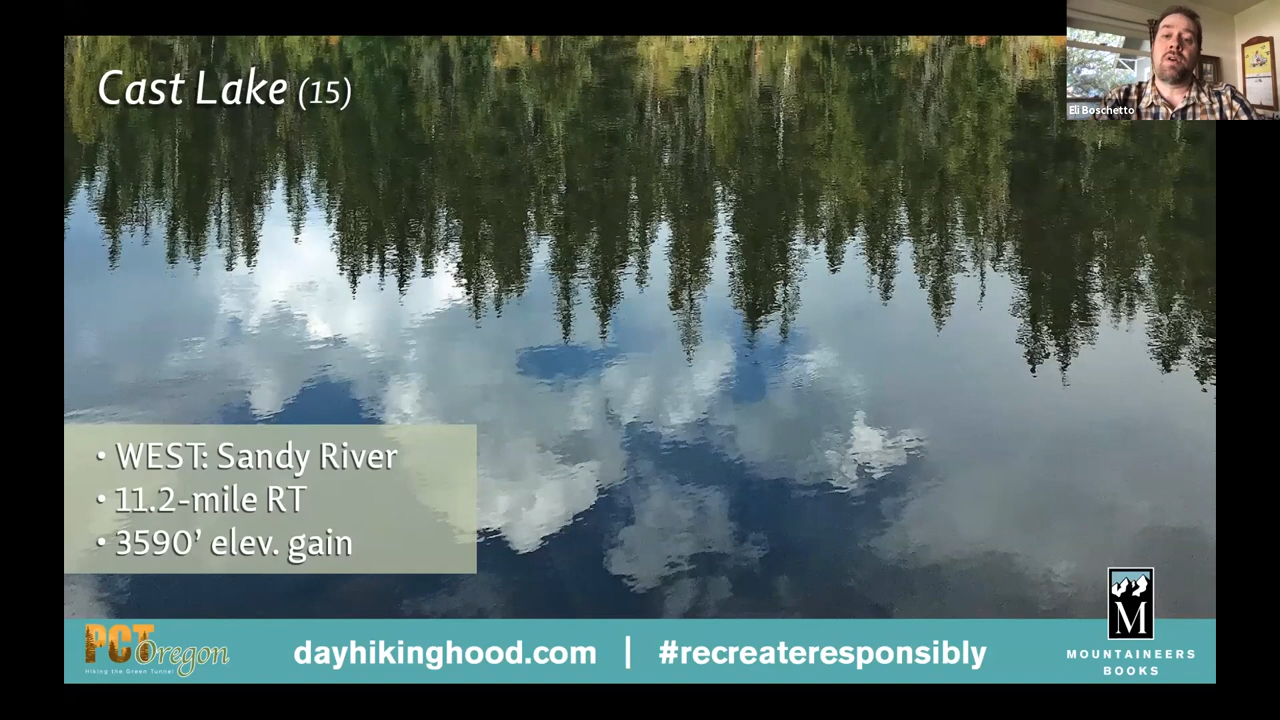 Cast Lake (15)
Eli Boschetto
• WEST: Sandy River
• 11.2-mile RT
• 3590’ elev. gain
PCT Oregon
Hiking the Green Tunnel
dayhikinghood.com | #recreateresponsibly
M
MOUNTAINEERS
BOOKS